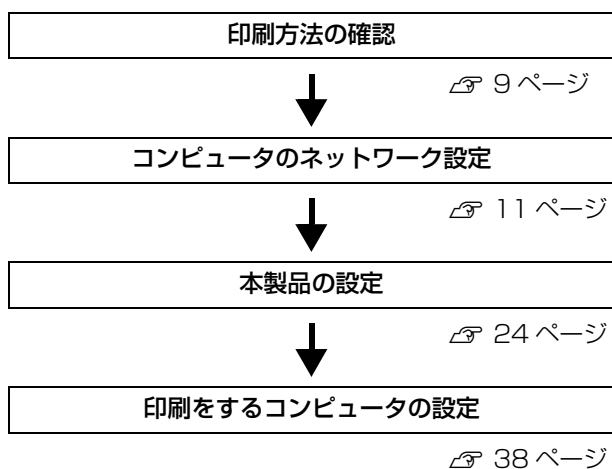 印刷方法の確認
9 ページ
コンピュータのネットワーク設定
11 ページ
本製品の設定
24 ページ
印刷をするコンピュータの設定
38 ページ